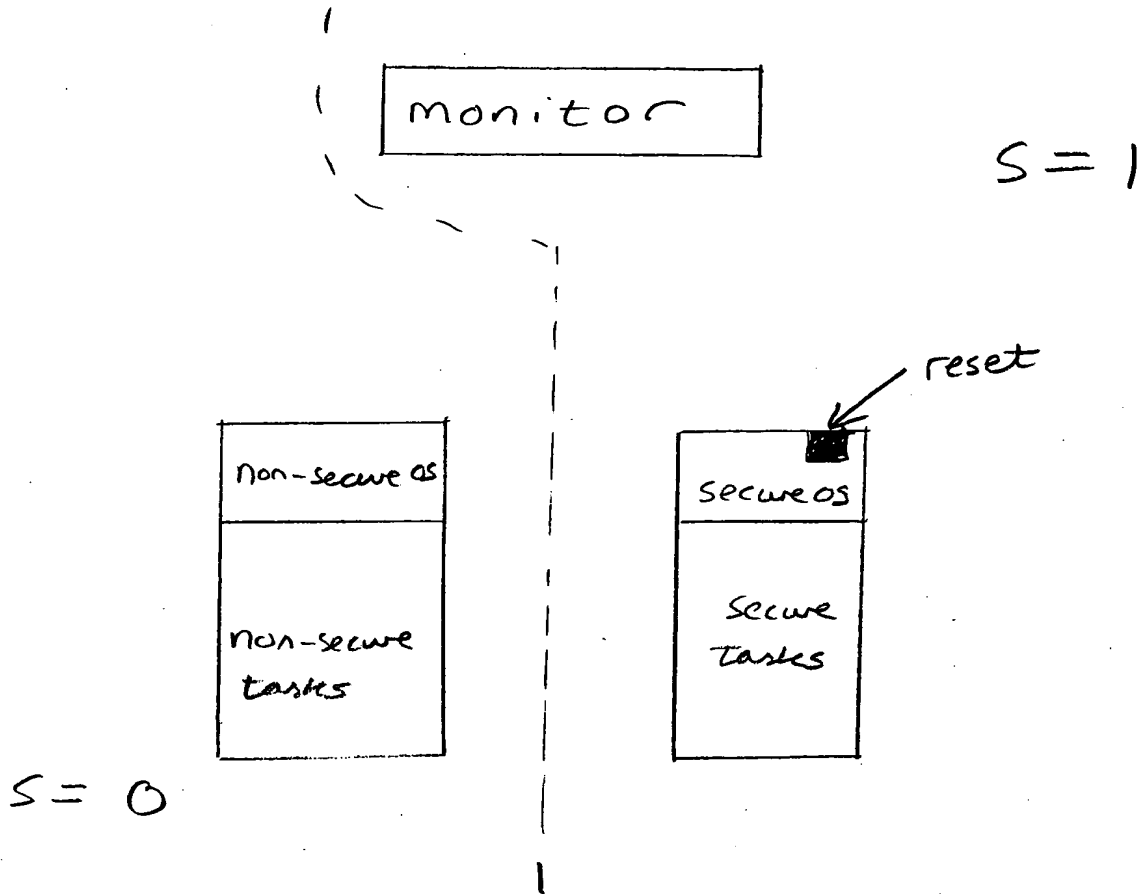 monitor
S = 1
reset
non-secure os
secure os
non-secure
tasks
secure
tasks
S = 0